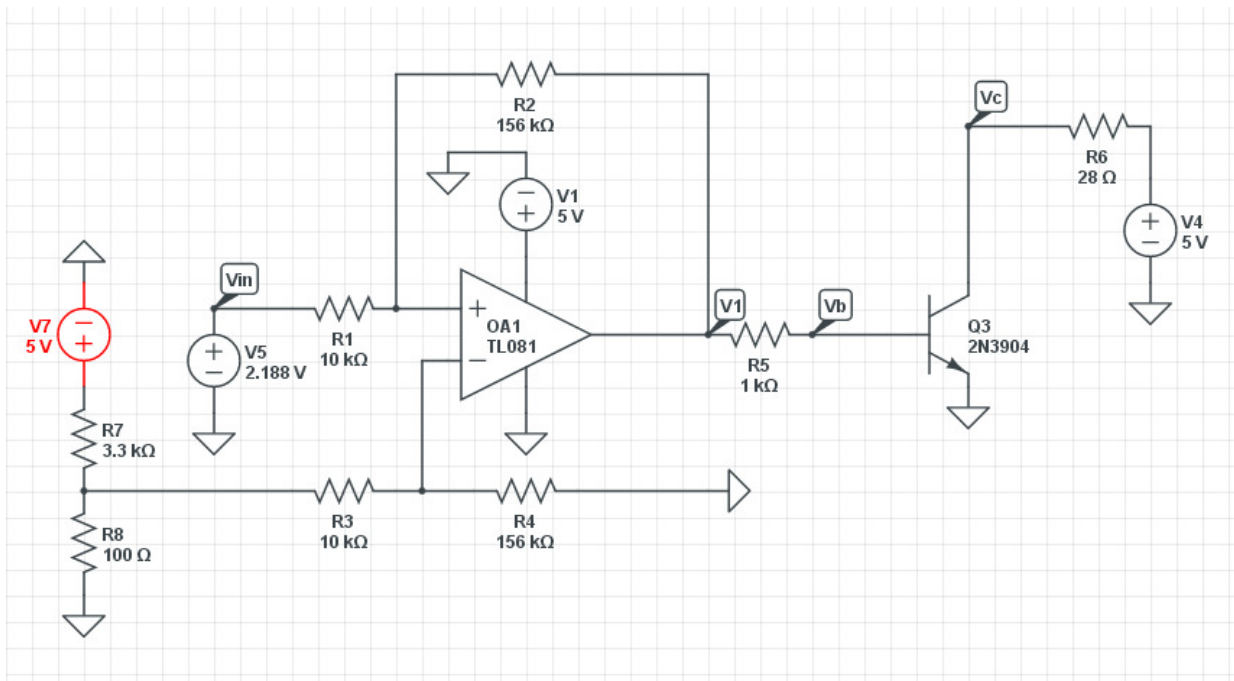 R2
156 kΩ
Vc
R6
28 Ω
V1
5 V
V4
5 V
Vin
V7
5 V
R1
10 kΩ
V5
2.188 V
OA1
TL081
V1
Vb
R5
1 kΩ
Q3
2N3904
R7
3.3 kΩ
R3
10 kΩ
R4
156 kΩ
R8
100 Ω